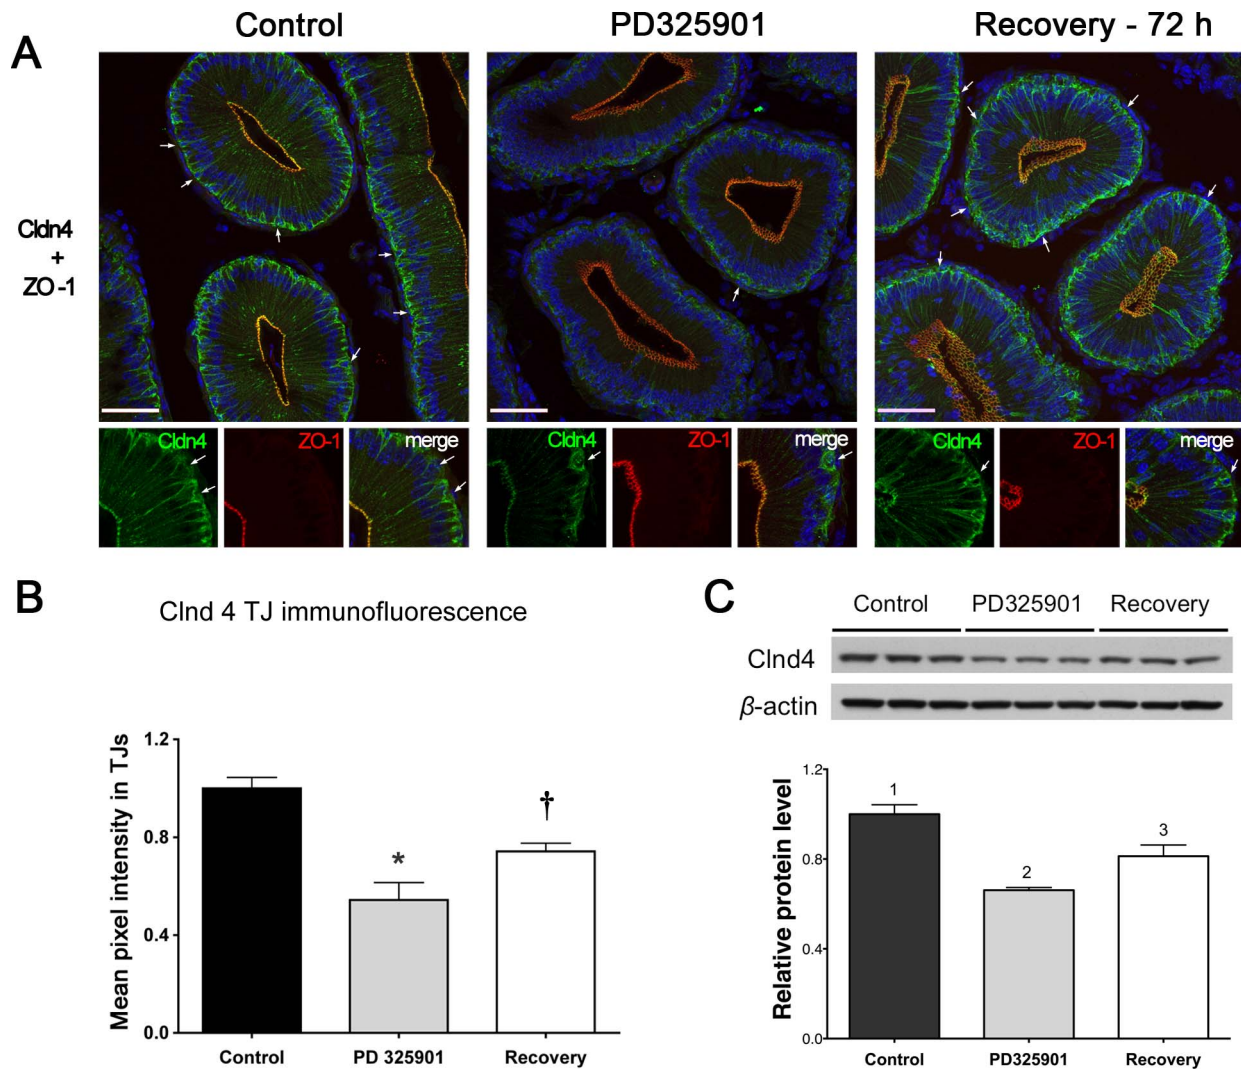 A
Control
PD325901
Recovery - 72 h
Cldn4
+
ZO-1
Cldn4
ZO-1
merge
Cldn4
ZO-1
merge
Cldn4
ZO-1
merge
B
Clnd 4 TJ immunofluorescence
Mean pixel intensity in TJs
1.2
0.8
0.4
0.0
*
†
Control
PD 325901
Recovery
C
Control
PD325901
Recovery
Clnd4
β-actin
Relative protein level
1.2
0.8
0.4
0.0
1
2
3
Control
PD325901
Recovery